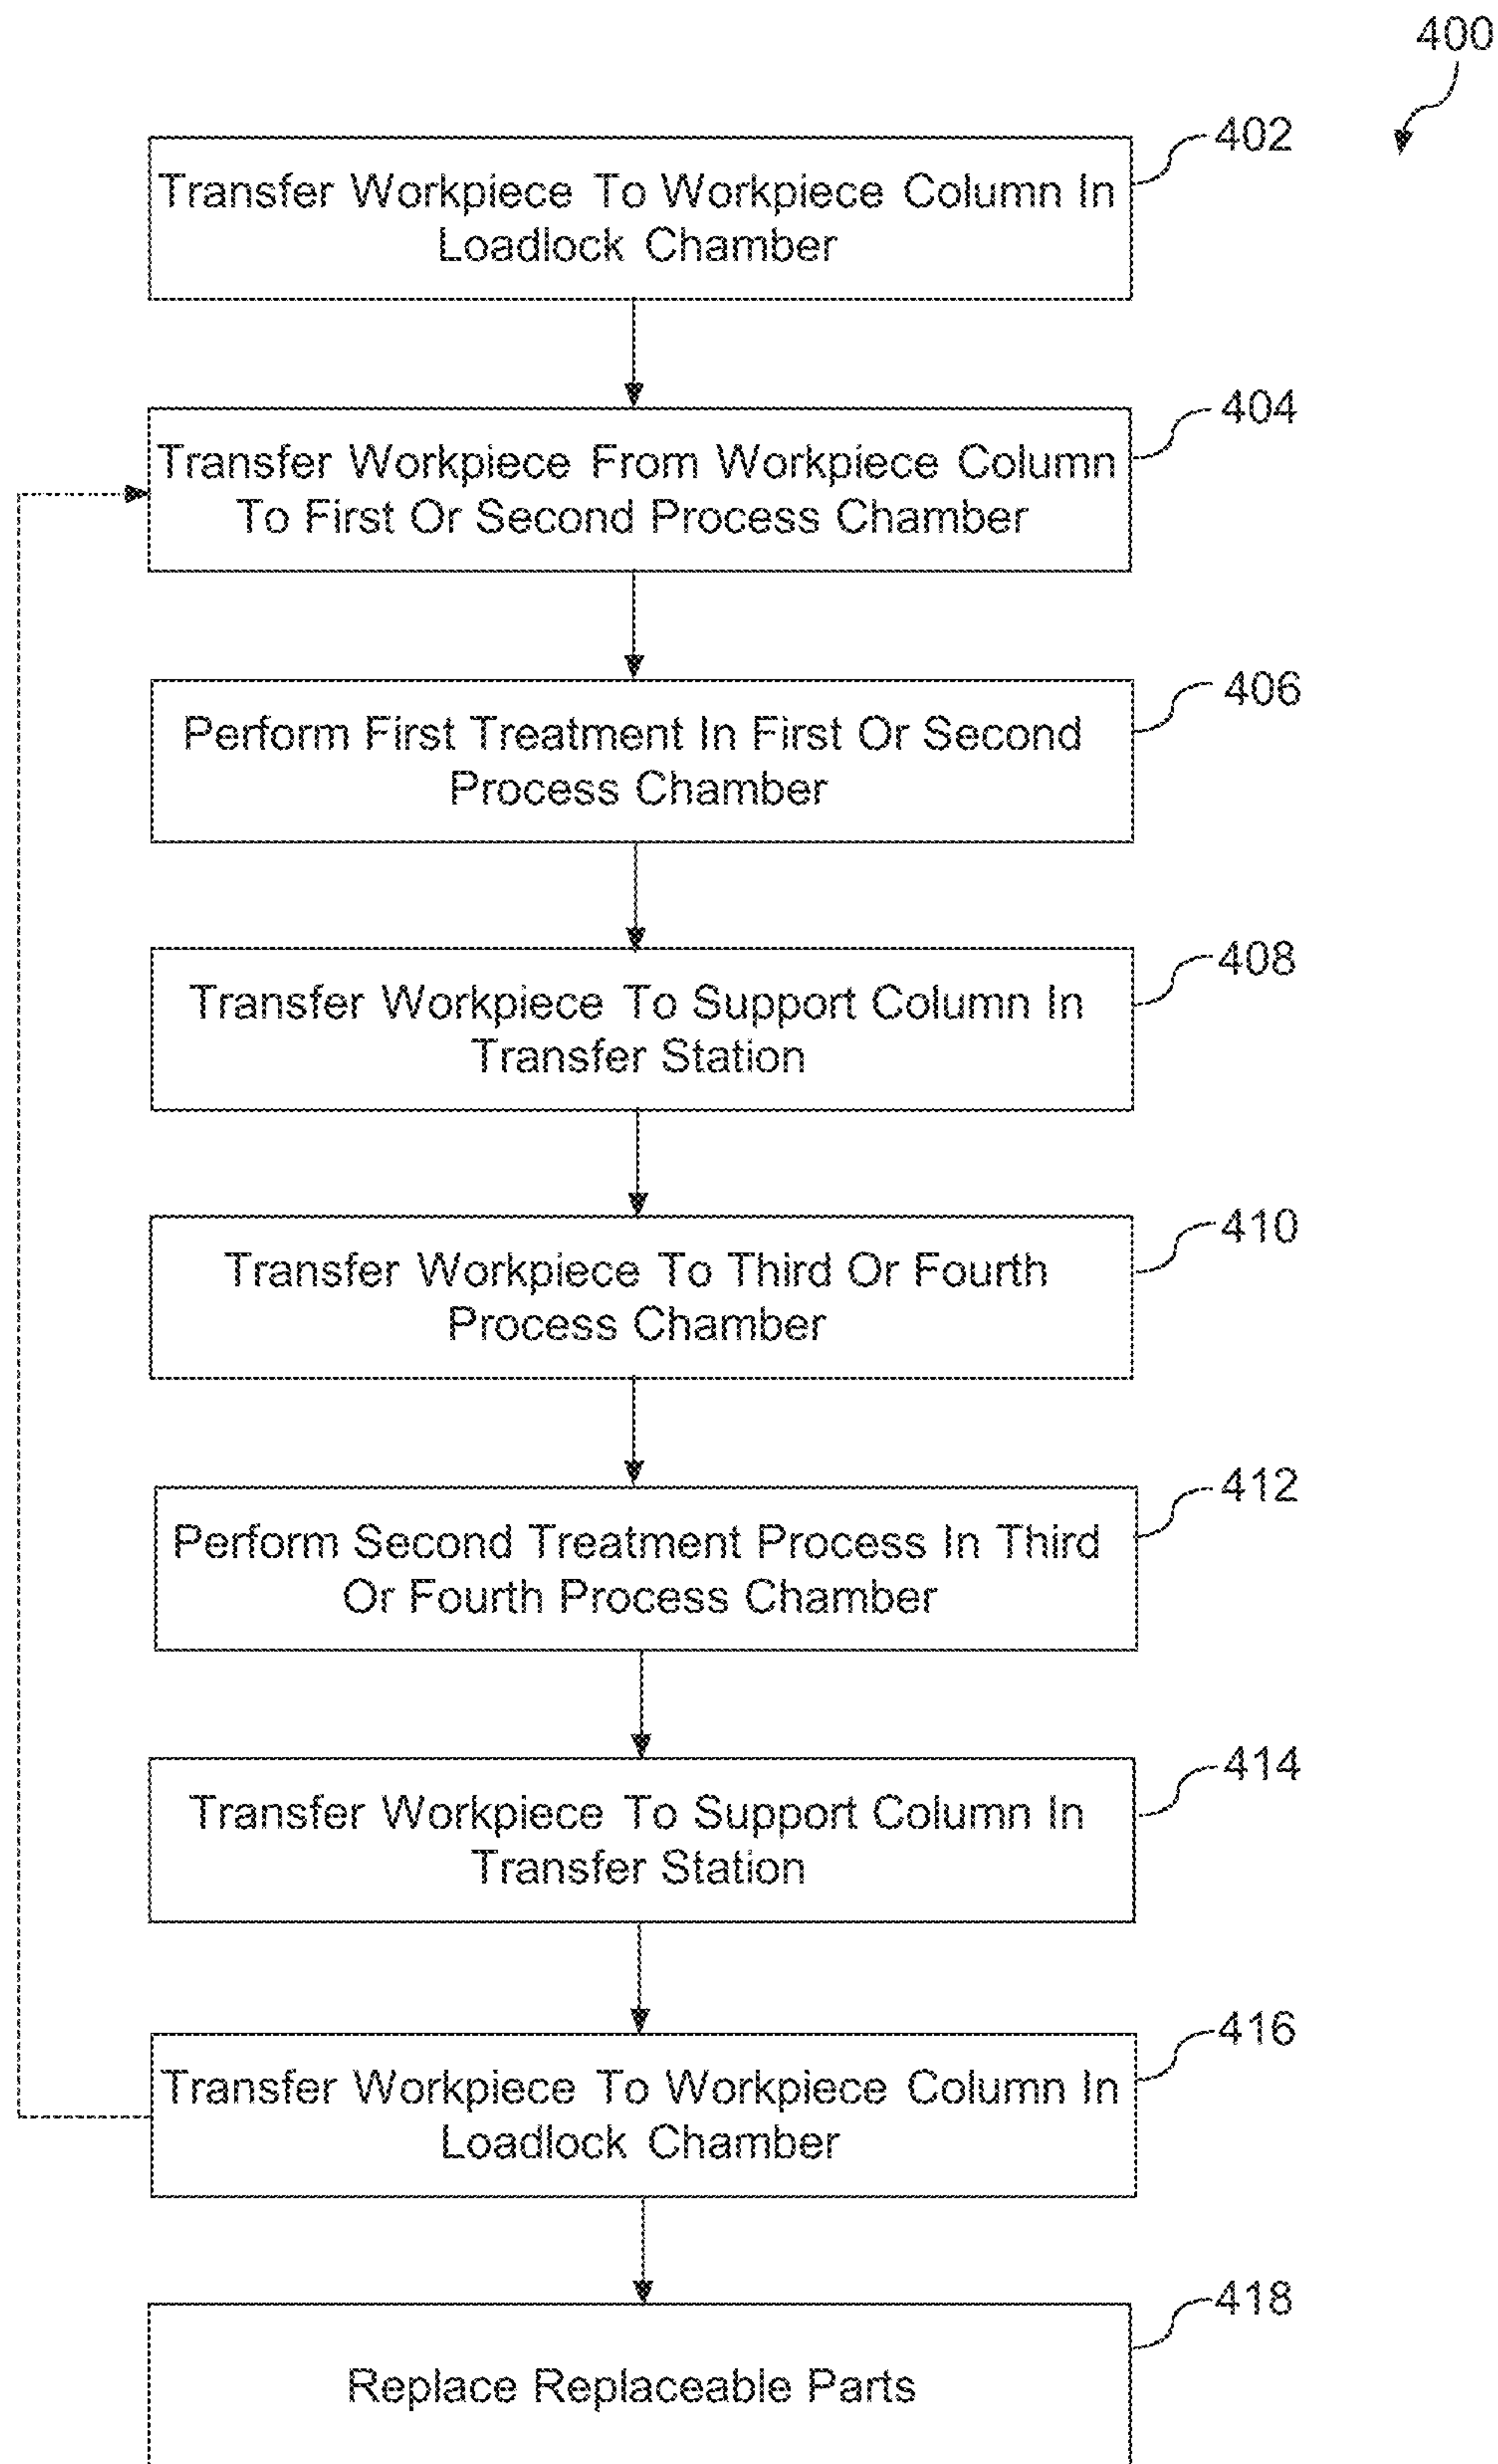 400
402
Transfer Workpiece To Workpiece Column In
Loadlock Chamber
404
Transfer Workpiece From Workpiece Column
To First Or Second Process Chamber
406
Perform First Treatment In First Or Second
Process Chamber
408
Transfer Workpiece To Support Column In
Transfer Station
410
Transfer Workpiece To Third Or Fourth
Process Chamber
412
Perform Second Treatment Process In Third
Or Fourth Process Chamber
414
Transfer Workpiece To Support Column In
Transfer Station
416
Transfer Workpiece To Workpiece Column In
Loadlock Chamber
418
Replace Replaceable Parts